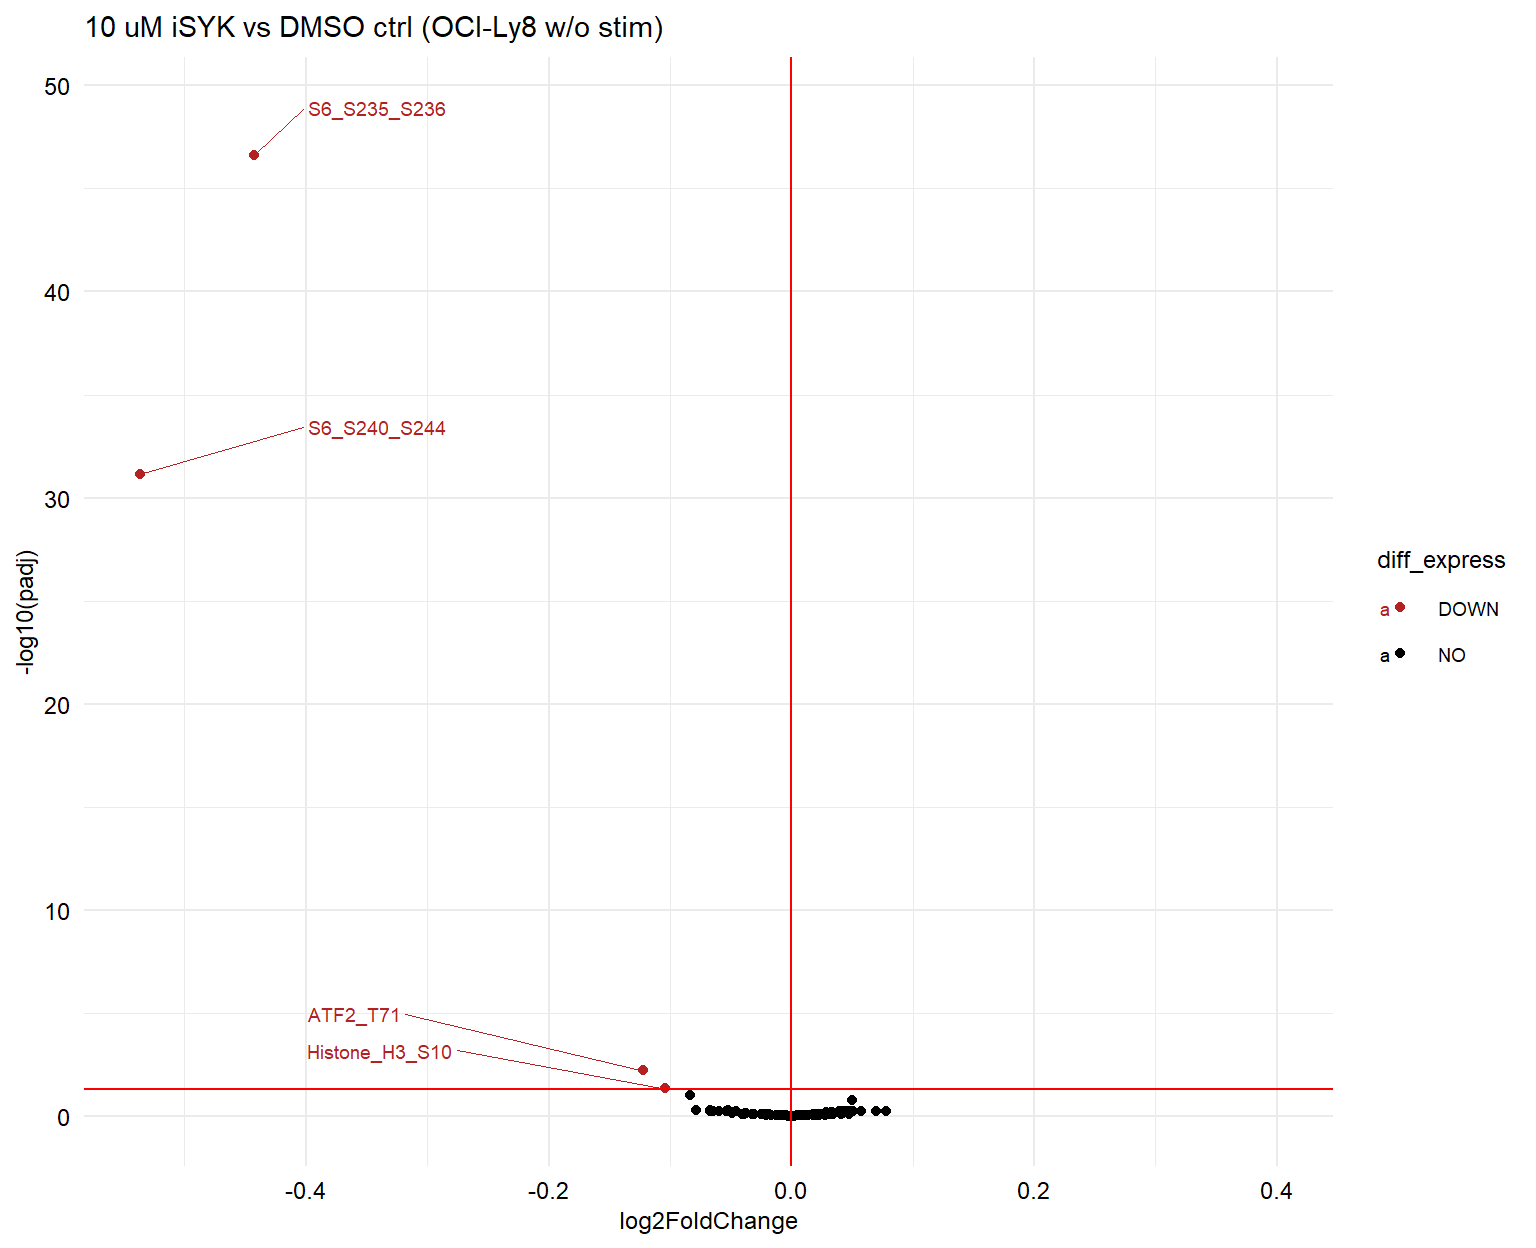 10 uM iSYK vs DMSO ctrl (OCI-Ly8 w/o stim)
50
40
30
20
10
0
-log10(padj)
S6_S235_S236
S6_S240_S244
ATF2_T71
Histone_H3_S10
-0.4
-0.2
0.0
0.2
0.4
log2FoldChange
diff_express
a DOWN
a NO